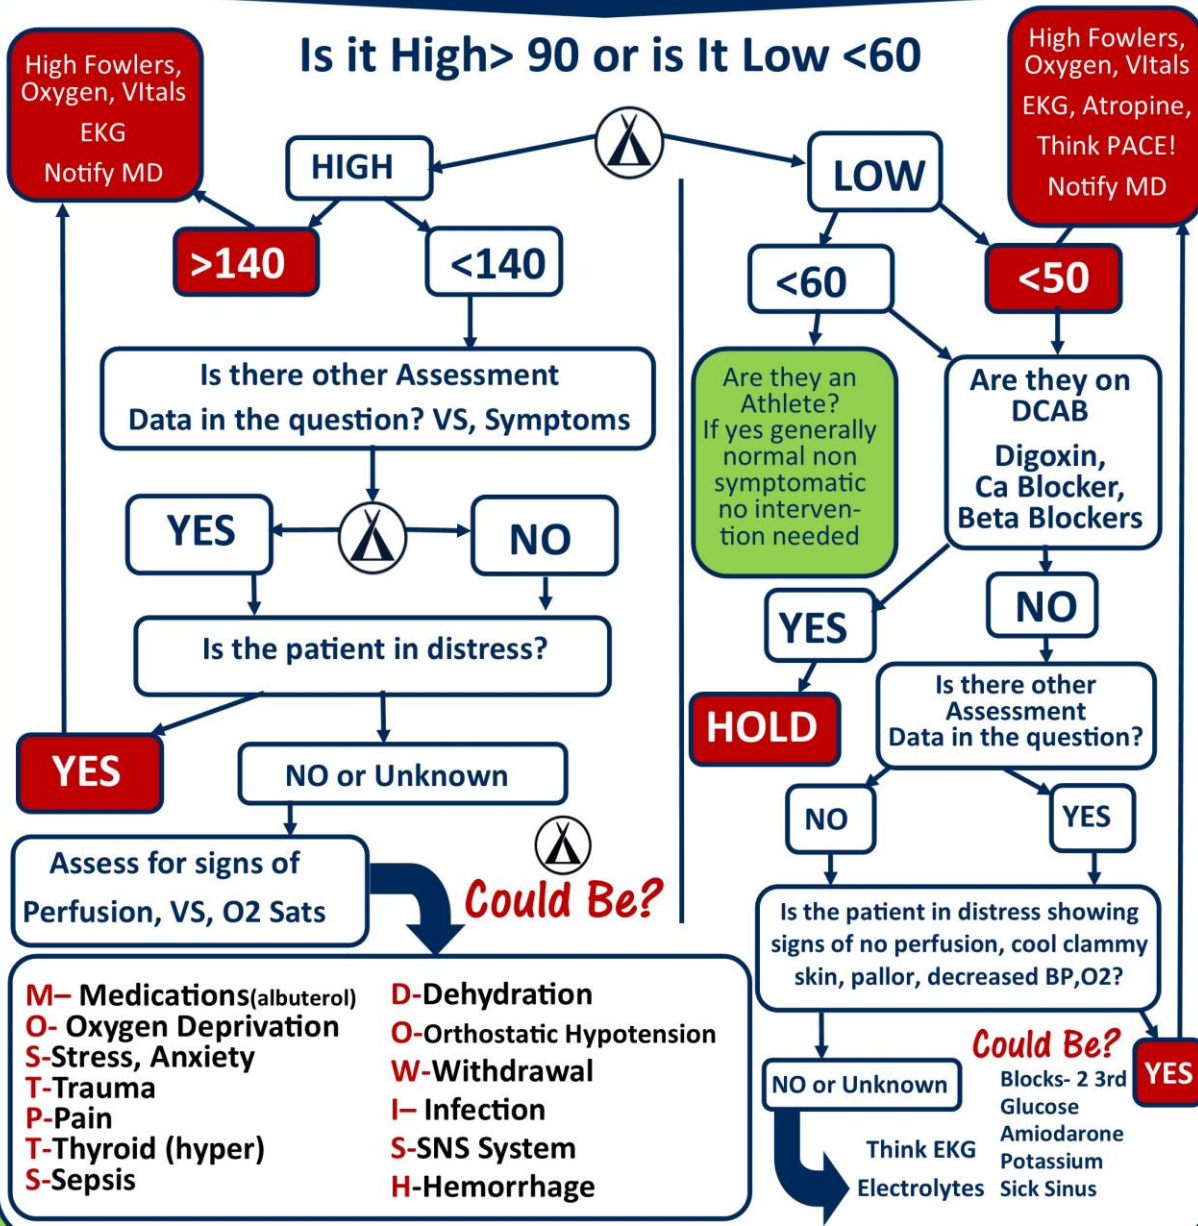 Is it High> 90 or is It Low <60
High Fowlers,
Oxygen, VItals
EKG
Notify MD
HIGH
>140
<140
Is there other Assessment
Data in the question? VS, Symptoms
YES
NO
Is the patient in distress?
YES
NO or Unknown
Assess for signs of
Perfusion, VS, O2 Sats
Could Be?
M– Medications(albuterol)
O- Oxygen Deprivation
S-Stress, Anxiety
T-Trauma
P-Pain
T-Thyroid (hyper)
S-Sepsis
D-Dehydration
O-Orthostatic Hypotension
W-Withdrawal
I– Infection
S-SNS System
H-Hemorrhage
High Fowlers,
Oxygen, VItals
EKG, Atropine,
Think PACE!
Notify MD
LOW
<60
<50
Are they an
Athlete?
If yes generally
normal non
symptomatic
no interven-
tion needed
Are they on
DCAB
Digoxin,
Ca Blocker,
Beta Blockers
YES
NO
HOLD
Is there other
Assessment
Data in the question?
NO
YES
Is the patient in distress showing
signs of no perfusion, cool clammy
skin, pallor, decreased BP,O2?
NO or Unknown
YES
Think EKG
Electrolytes
Could Be?
Blocks- 2 3rd
Glucose
Amiodarone
Potassium
Sick Sinus